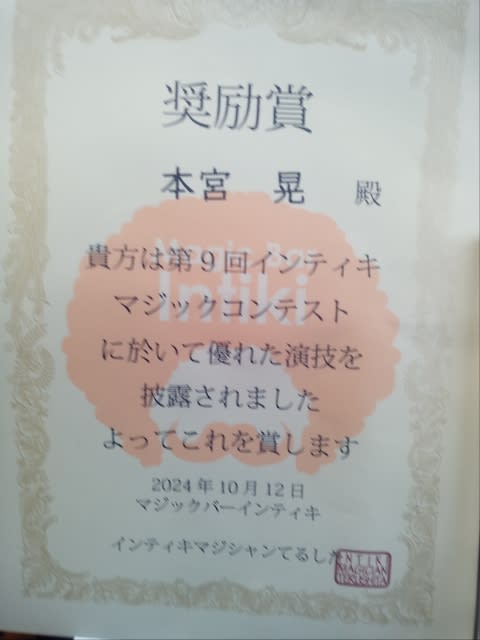 奨励賞
本宮 晃 殿
Magic Bar
Intiki
貴方は第9回インティキ
マジックコンテスト
に於いて優れた演技を
披露されました
よってこれを賞します
2024年10月12日
マジックバーインティキ
インティキマジシャンてるした
MAGICIAN